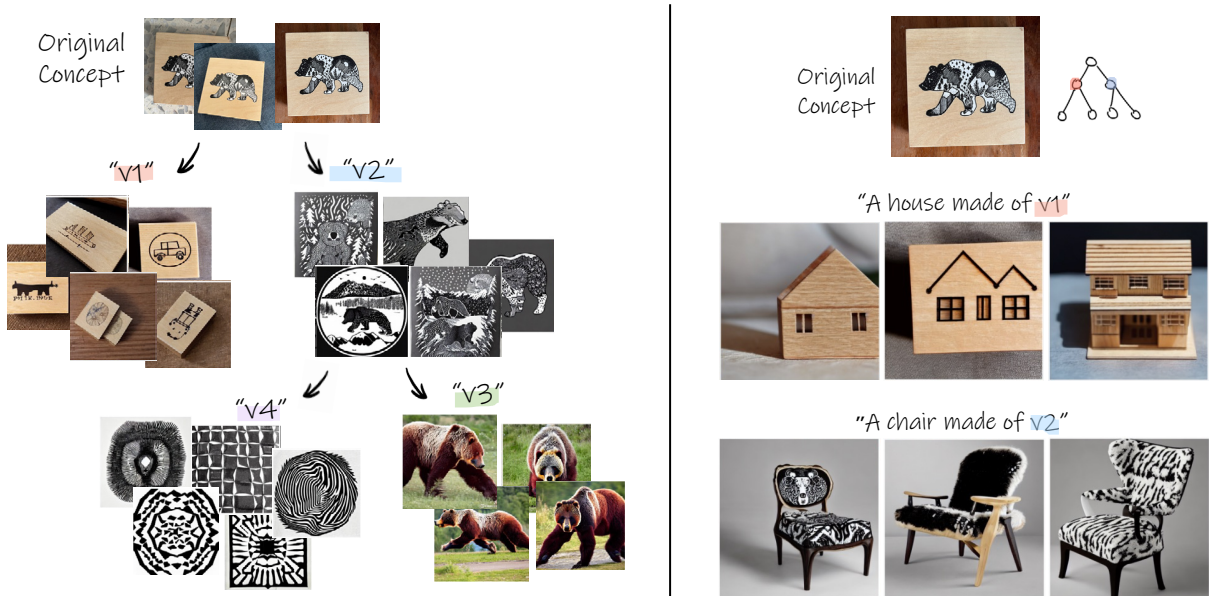 Original
Concept
"v1"
"v2"
"v4"
"v3"
Original
Concept
"A house made of v1"
"A chair made of v2"